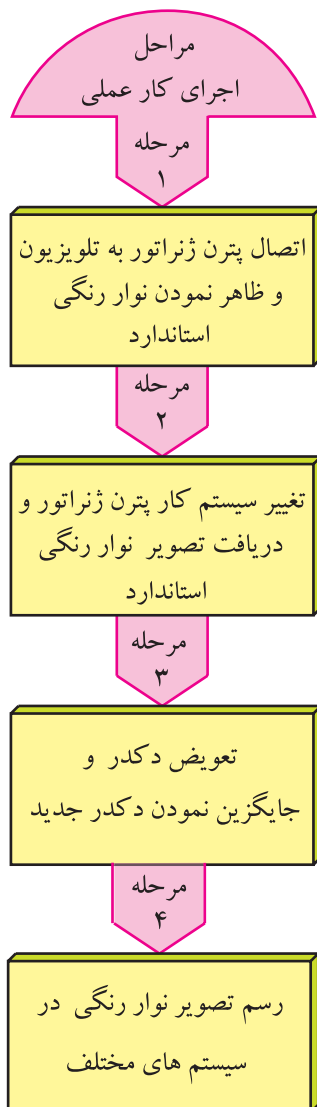 مراحل
اجرای کار عملی
مرحله
۱
اتصال پترن ژنراتور به تلویزیون
و ظاهر نمودن نوار رنگی
استاندارد
مرحله
۲
تغییر سیستم کار پترن ژنراتور و
دریافت تصویر نوار رنگی
استاندارد
مرحله
۳
تعویض دکدر و
جایگزین نمودن دکدر جدید
مرحله
۴
رسم تصویر نوار رنگی در
سیستم های مختلف